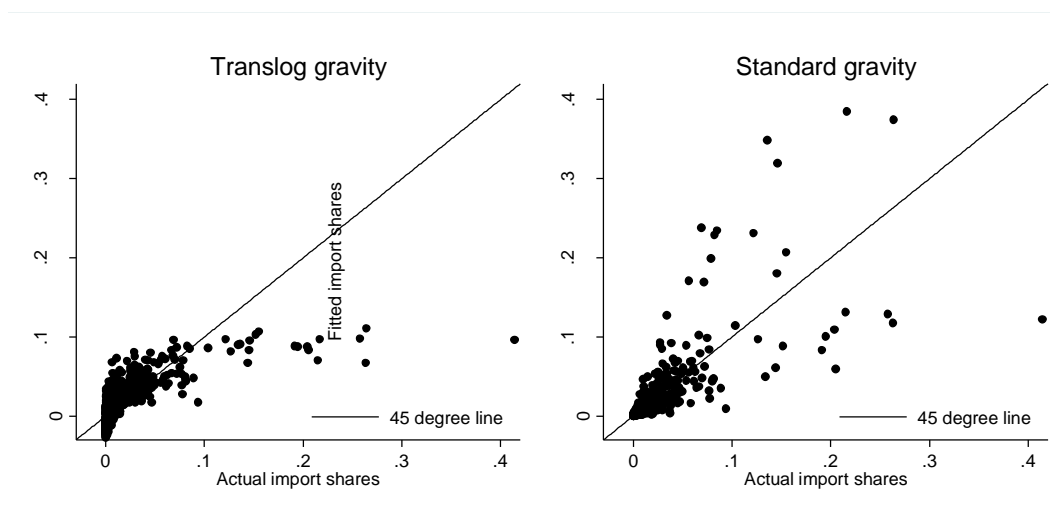 Translog gravity
.4
.3
.2
.1
0
Fitted import shares
45 degree line
0 .1 .2 .3 .4
Actual import shares
Standard gravity
.4
.3
.2
.1
0
45 degree line
0 .1 .2 .3 .4
Actual import shares